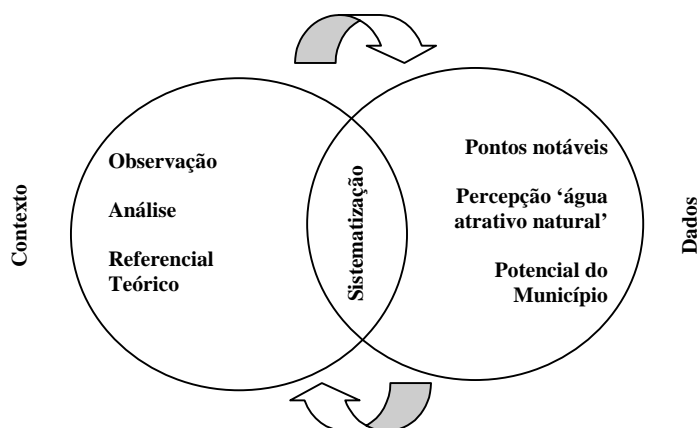 Contexto
Observação
Análise
Referencial
Teórico
Sistematização
Pontos notáveis
Percepção ‘água
atrativo natural’
Potencial do
Município
Dados